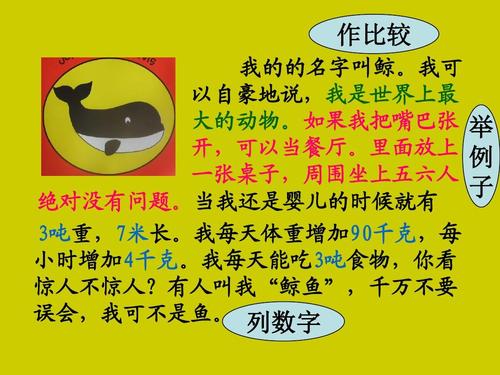 作比较
我的的名字叫鲸。我可
以自豪地说，我是世界上最
大的动物。如果我把嘴巴张
开，可以当餐厅。里面放上
一张桌子，周围坐上五六人
绝对没有问题。当我还是婴儿的时候就有
3吨重，7米长。我每天体重增加90千克，每
小时增加4千克。我每天能吃3吨食物，你看
惊人不惊人？有人叫我“鲸鱼”，千万不要
误会，我可不是鱼。
举例子
列数字